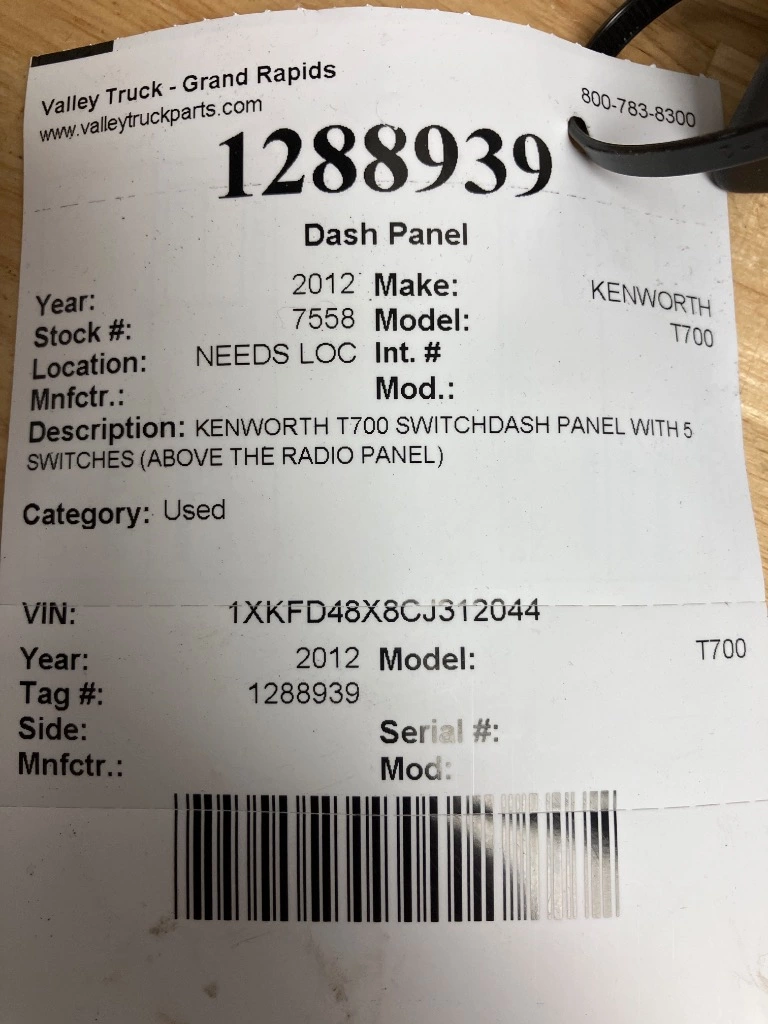 Valley Truck - Grand Rapids
800-783-8300
www.valleytruckparts.com
1288939
Dash Panel
Year: 2012 Make: KENWORTH
Stock #: 7558 Model: T700
Location: NEEDS LOC Int. #
Mnfctr.: Mod.:
Description: KENWORTH T700 SWITCHDASH PANEL WITH 5
SWITCHES (ABOVE THE RADIO PANEL)
Category: Used
VIN: 1XKFD48X8CJ312044
Year: 2012 Model: T700
Tag #: 1288939
Side: Serial #:
Mnfctr.: Mod: